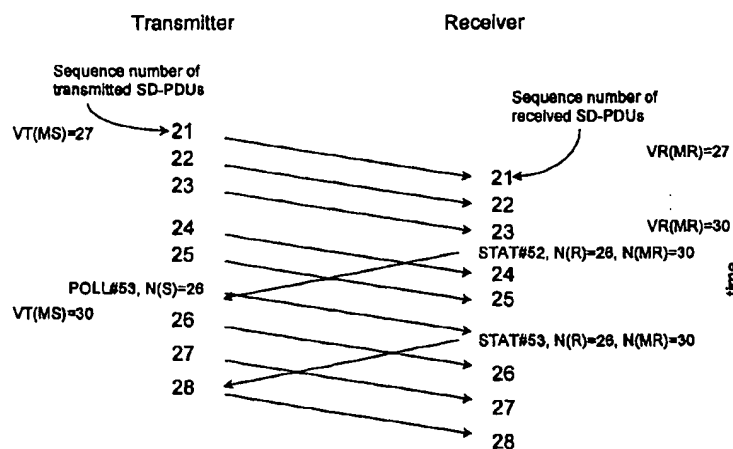 Transmitter
Receiver
Sequence number of
transmitted SD-PDUs
Sequence number of
received SD-PDUs
VT(MS)=27
21
22
23
24
25
POLL#53, N(S)=26
VT(MS)=30
26
27
28
VR(MR)=27
21
22
23
VR(MR)=30
STAT#52, N(R)=26, N(MR)=30
24
25
STAT#53, N(R)=26, N(MR)=30
26
27
28
time